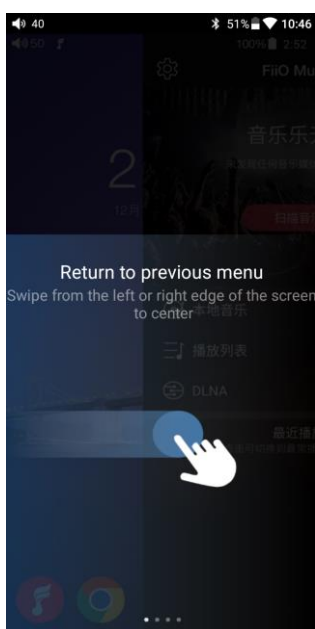 40
51%
10:46
50
100%
2:52
FiiO Mu
音乐乐
2
12月
Return to previous menu
Swipe from the left or right edge of the screen
to center
本地音乐
播放列表
DLNA
最近播